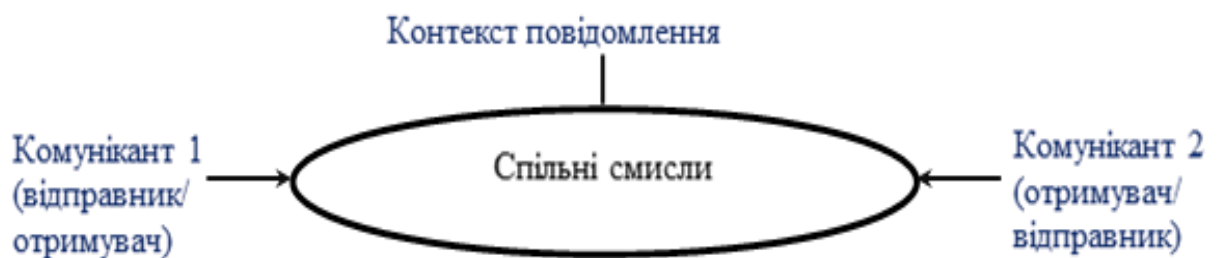 Контекст повідомлення
Комунікант 1
(відправник/
отримувач)
Спільні смисли
Комунікант 2
(отримувач/
відправник)